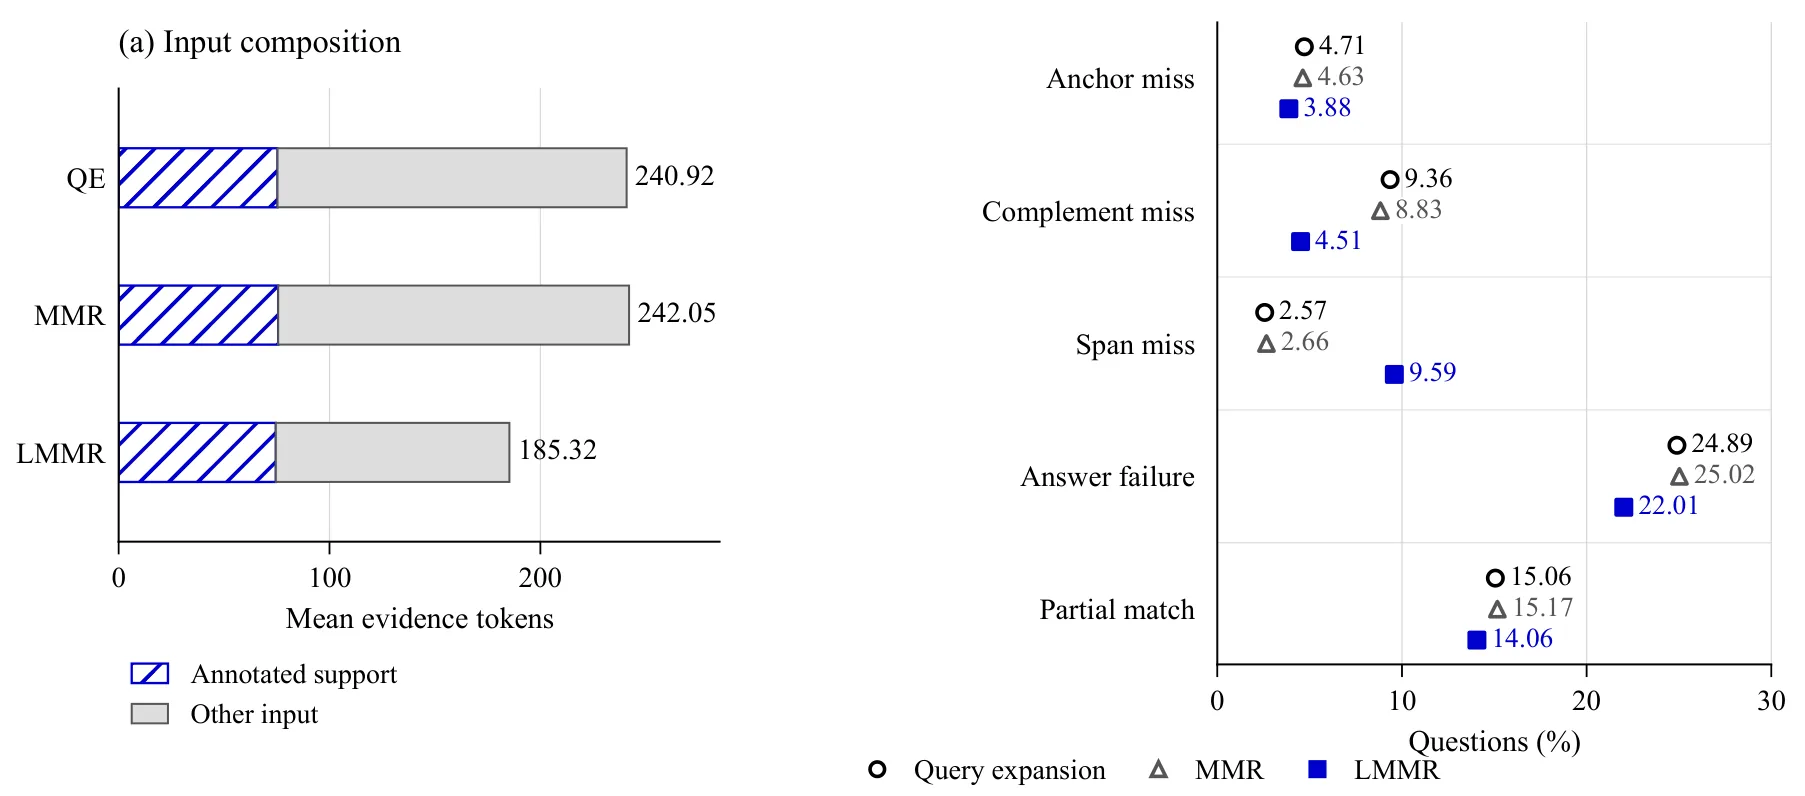 (a) Input composition
QE
240.92
MMR
242.05
LMMR
185.32
0 100 200
Mean evidence tokens
Annotated support
Other input
Anchor miss
4.71
4.63
3.88
Complement miss
9.36
8.83
4.51
Span miss
2.57
2.66
9.59
Answer failure
24.89
25.02
22.01
Partial match
15.06
15.17
14.06
0 10 20 30
Questions (%)
Query expansion MMR LMMR